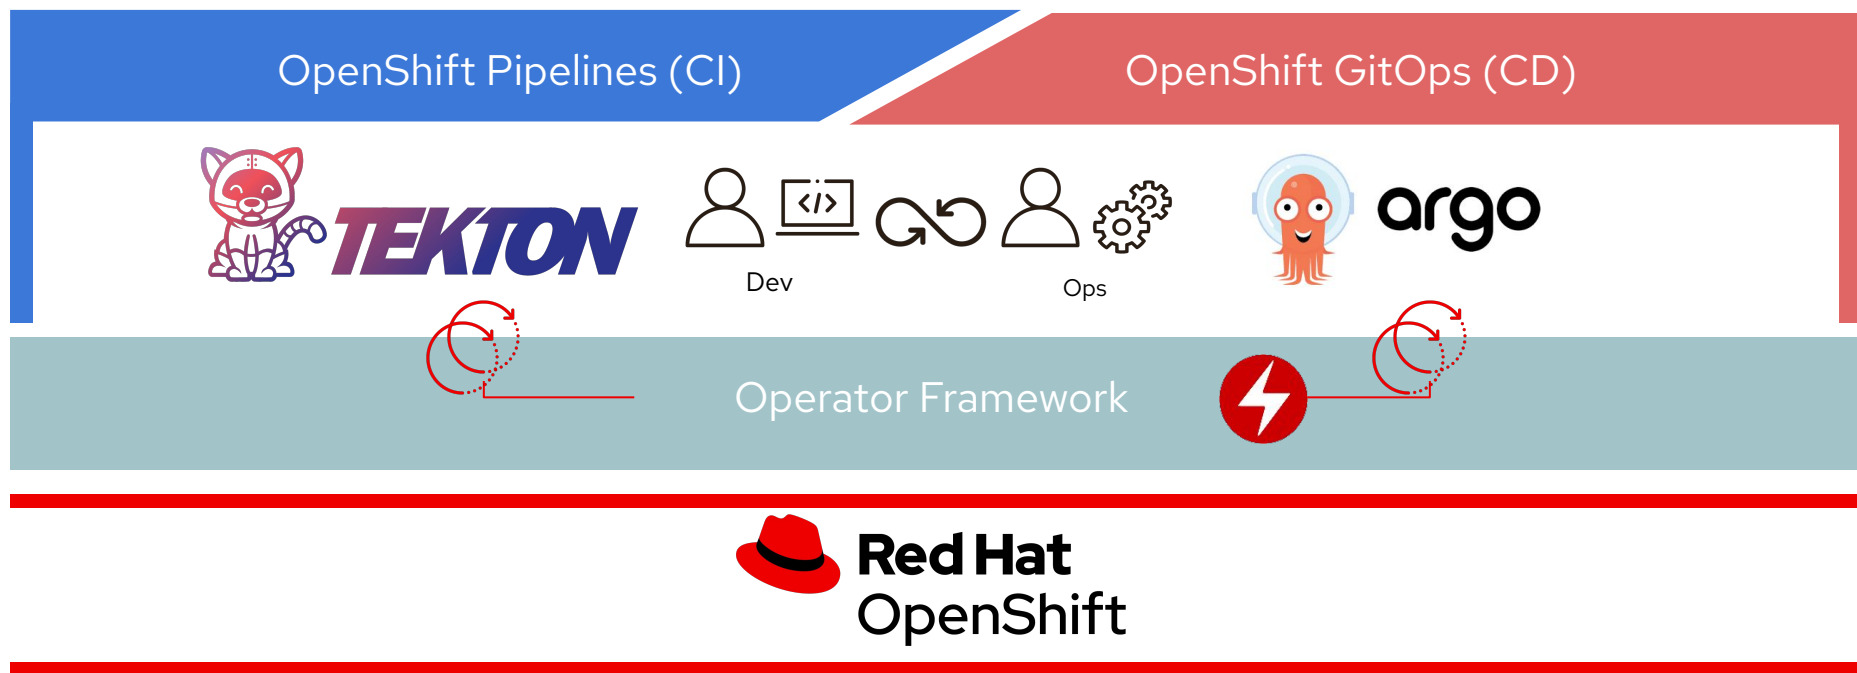 OpenShift Pipelines (CI)
OpenShift GitOps (CD)
TEKTON
</>
Dev
Ops
argo
Operator Framework
Red Hat
OpenShift